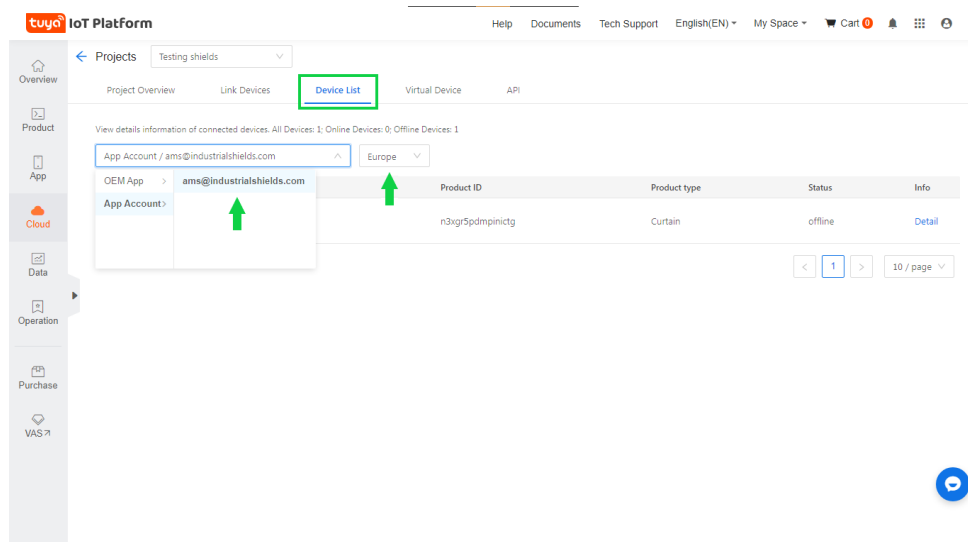 tuya IoT Platform
Help Documents Tech Support English(EN) My Space Cart 0
Overview
Product
App
Cloud
Data
Operation
Purchase
VAS
Projects Testing shields
Project Overview Link Devices Device List Virtual Device API
View details information of connected devices. All Devices: 1; Online Devices: 0; Offline Devices: 1
App Account / ams@industrialshields.com Europe
OEM App > ams@industrialshields.com
App Account>
Product ID Product type Status Info
n3xgr5pdmpinictg Curtain offline Detail
< 1 > 10 / page